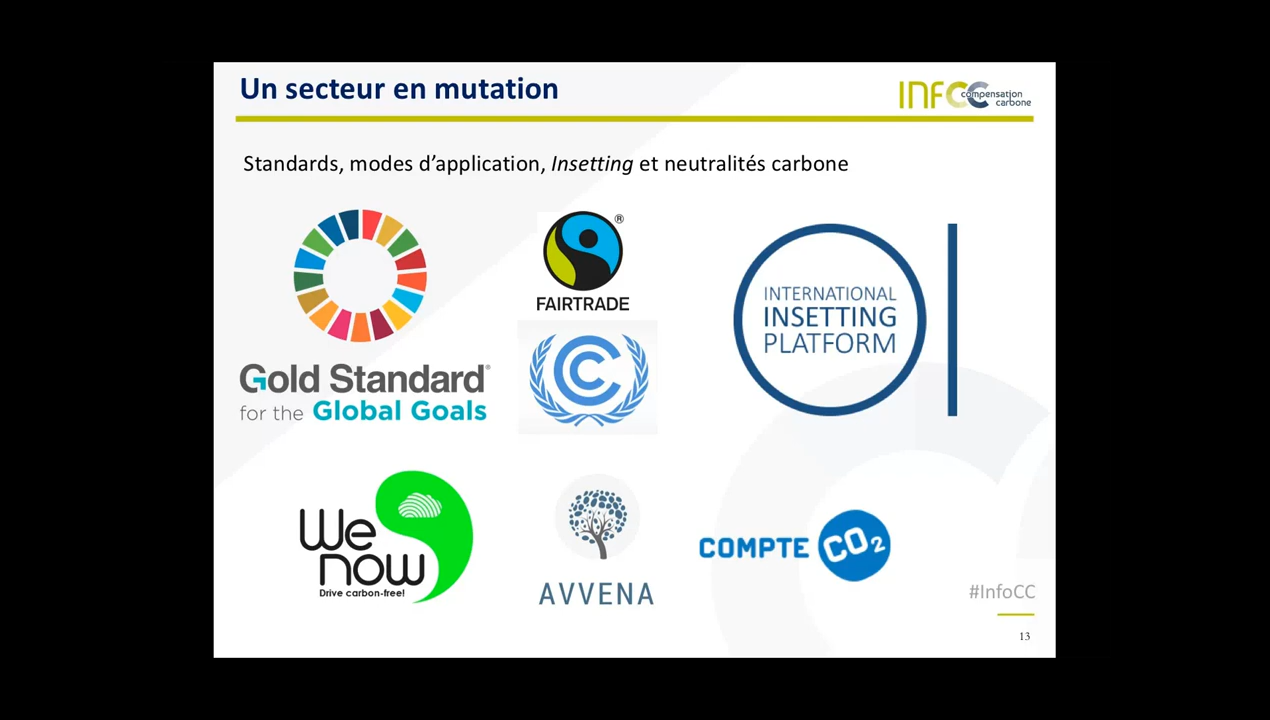 Un secteur en mutation
INFCC compensation
carbone
Standards, modes d'application, Insetting et neutralités carbone
®
FAIRTRADE
INTERNATIONAL
INSETTING
PLATFORM
Gold Standard®
for the Global Goals
We
now
Drive carbon-free!
AVVENA
COMPTE CO2
#InfoCC
13